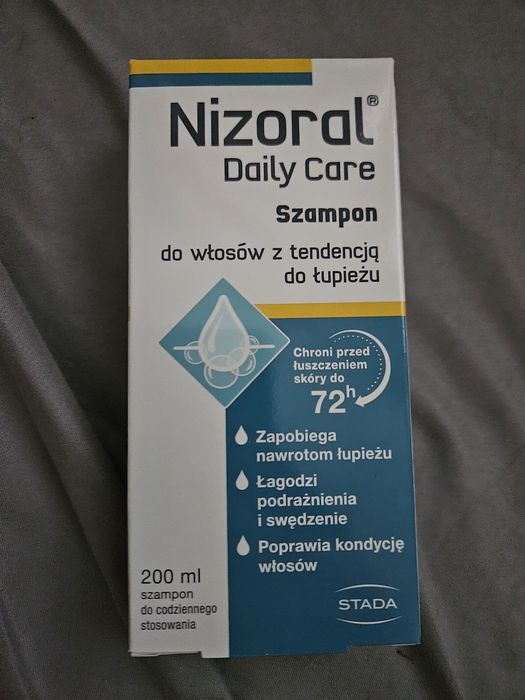 Nizoral®
Daily Care
Szampon
do włosów z tendencją
do łupieżu
Chroni przed
łuszczeniem
skóry do
72h
Zapobiega
nawrotom łupieżu
Łagodzi
podrażnienia
i swędzenie
Poprawia kondycję
włosów
200 ml
szampon
do codziennego
stosowania
STADA